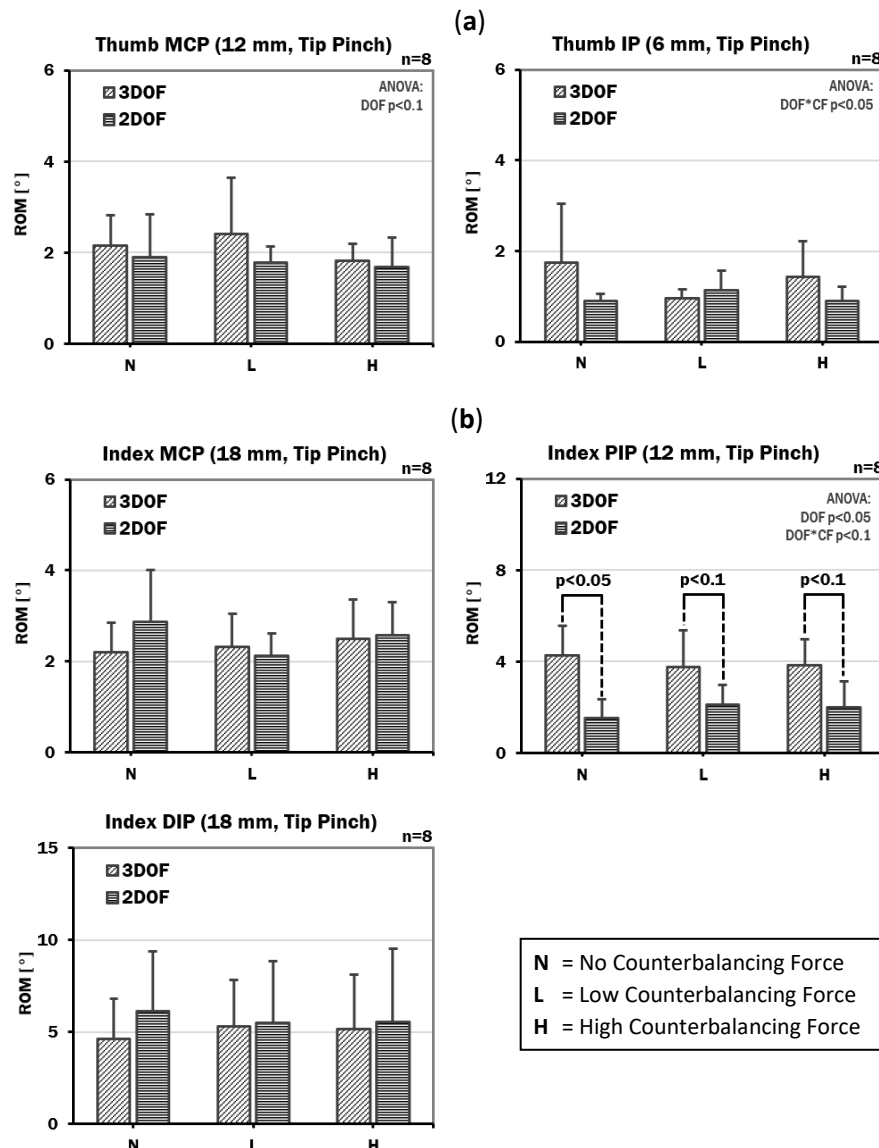 (a)
Thumb MCP (12 mm, Tip Pinch)
n=8
6
4
2
0
ROM [°]
3DOF
2DOF
ANOVA:
DOF p<0.1
N
L
H
Thumb IP (6 mm, Tip Pinch)
n=8
6
4
2
0
ROM [°]
3DOF
2DOF
ANOVA:
DOF*CF p<0.05
N
L
H
(b)
Index MCP (18 mm, Tip Pinch)
n=8
6
4
2
0
ROM [°]
3DOF
2DOF
N
L
H
Index PIP (12 mm, Tip Pinch)
n=8
12
8
4
0
ROM [°]
3DOF
2DOF
ANOVA:
DOF p<0.05
DOF*CF p<0.1
p<0.05
p<0.1
p<0.1
N
L
H
Index DIP (18 mm, Tip Pinch)
n=8
15
10
5
0
ROM [°]
3DOF
2DOF
N
L
H
N = No Counterbalancing Force
L = Low Counterbalancing Force
H = High Counterbalancing Force